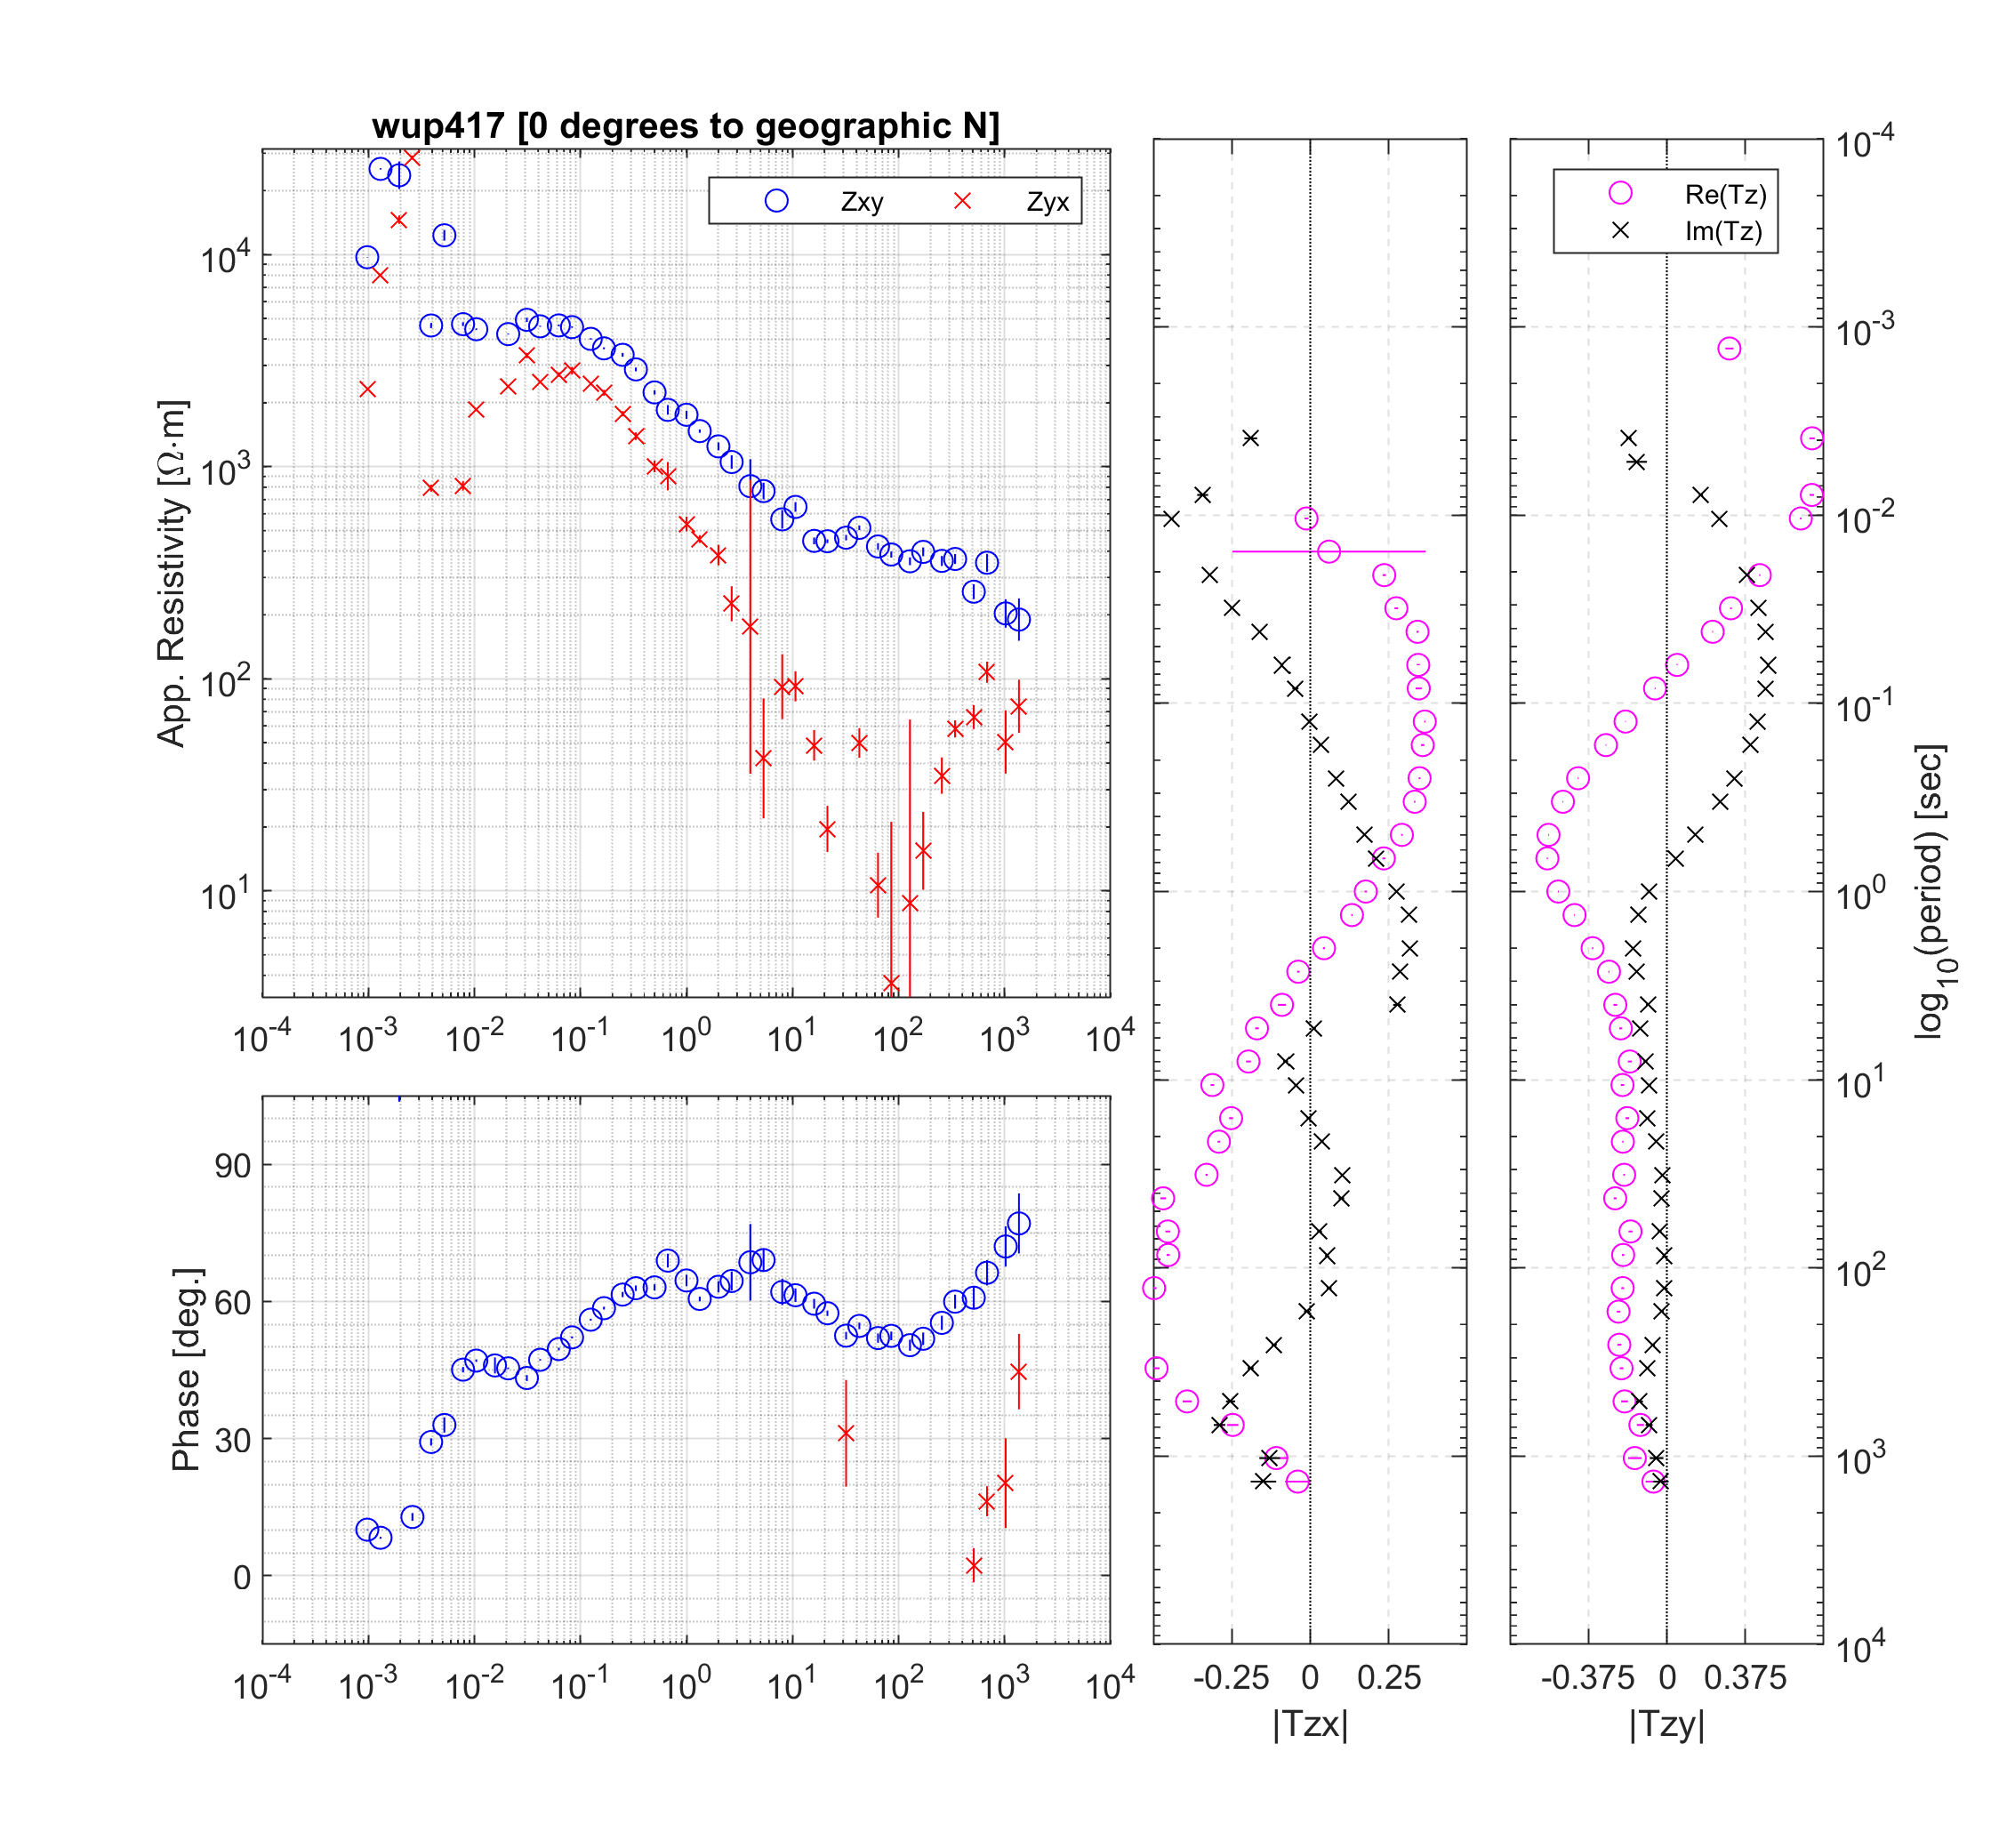 wup417 [0 degrees to geographic N]
Zxy Zyx
App. Resistivity [Ω·m]
10^4
10^3
10^2
10^1
10^-4 10^-3 10^-2 10^-1 10^0 10^1 10^2 10^3 10^4
Phase [deg.]
90
60
30
0
10^-4 10^-3 10^-2 10^-1 10^0 10^1 10^2 10^3 10^4
-0.25 0 0.25
|Tzx|
Re(Tz)
Im(Tz)
-0.375 0 0.375
|Tzy|
10^-4
10^-3
10^-2
10^-1
10^0
10^1
10^2
10^3
10^4
log_10(period) [sec]